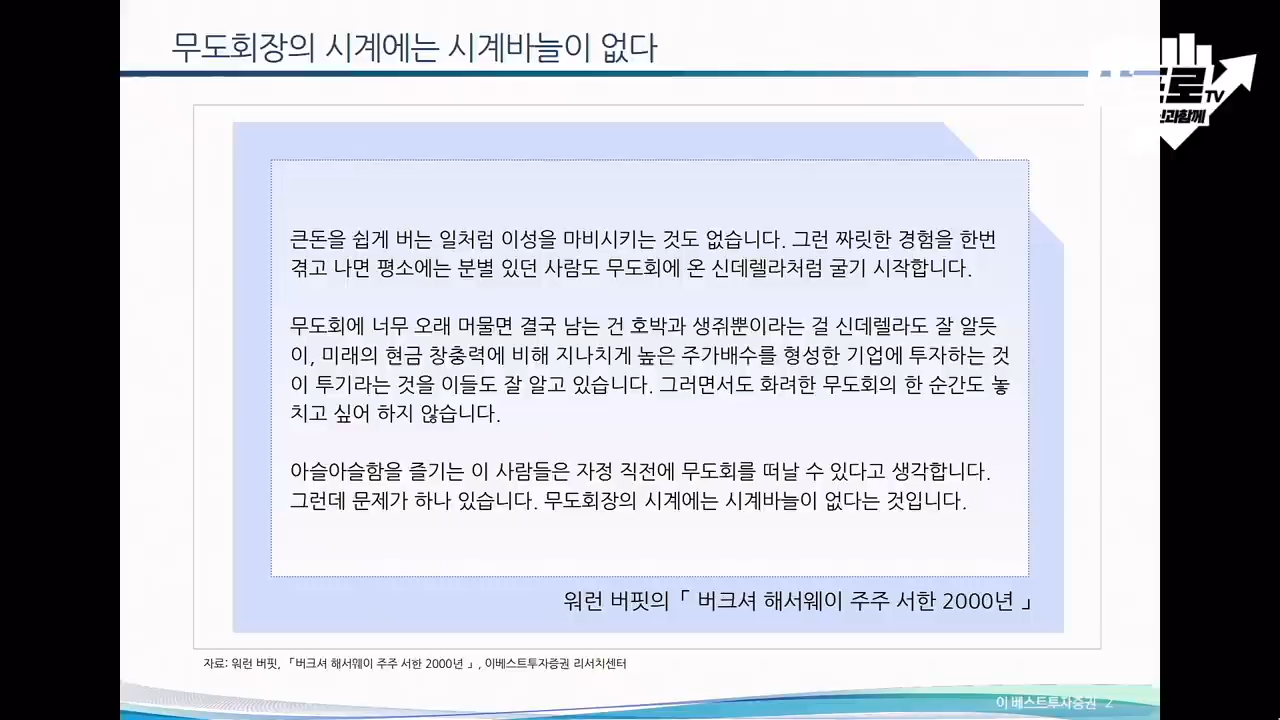 무도회장의 시계에는 시계바늘이 없다
로TV
신과함께
큰돈을 쉽게 버는 일처럼 이성을 마비시키는 것도 없습니다. 그런 짜릿한 경험을 한번
겪고 나면 평소에는 분별 있던 사람도 무도회에 온 신데렐라처럼 굴기 시작합니다.
무도회에 너무 오래 머물면 결국 남는 건 호박과 생쥐뿐이라는 걸 신데렐라도 잘 알듯
이, 미래의 현금 창충력에 비해 지나치게 높은 주가배수를 형성한 기업에 투자하는 것
이 투기라는 것을 이들도 잘 알고 있습니다. 그러면서도 화려한 무도회의 한 순간도 놓
치고 싶어 하지 않습니다.
아슬아슬함을 즐기는 이 사람들은 자정 직전에 무도회를 떠날 수 있다고 생각합니다.
그런데 문제가 하나 있습니다. 무도회장의 시계에는 시계바늘이 없다는 것입니다.
워런 버핏의「 버크셔 해서웨이 주주 서한 2000년 」
자료: 워런 버핏, 「버크셔 해서웨이 주주 서한 2000년 」, 이베스트투자증권 리서치센터
이베스트투자증권 2